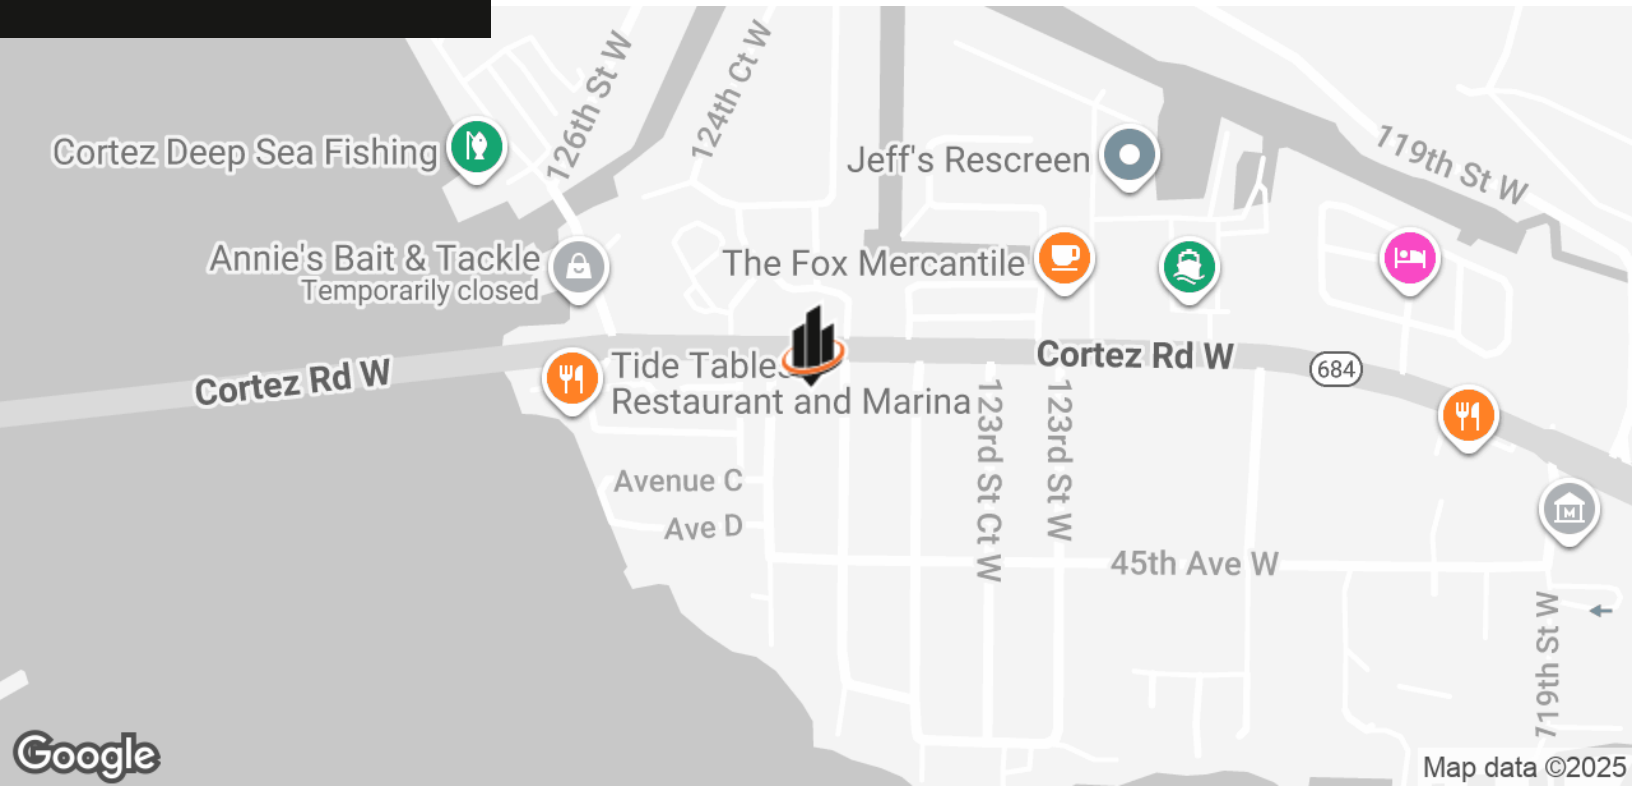 126th St W
124th Ct W
Cortez Deep Sea Fishing
Jeff's Rescreen
119th St W
Annie's Bait & Tackle
Temporarily closed
The Fox Mercantile
Cortez Rd W
Cortez Rd W
684
Tide Tables
Restaurant and Marina
123rd St Ct W
123rd St W
Avenue C
Ave D
45th Ave W
M
119th St W
Google
Map data ©2025